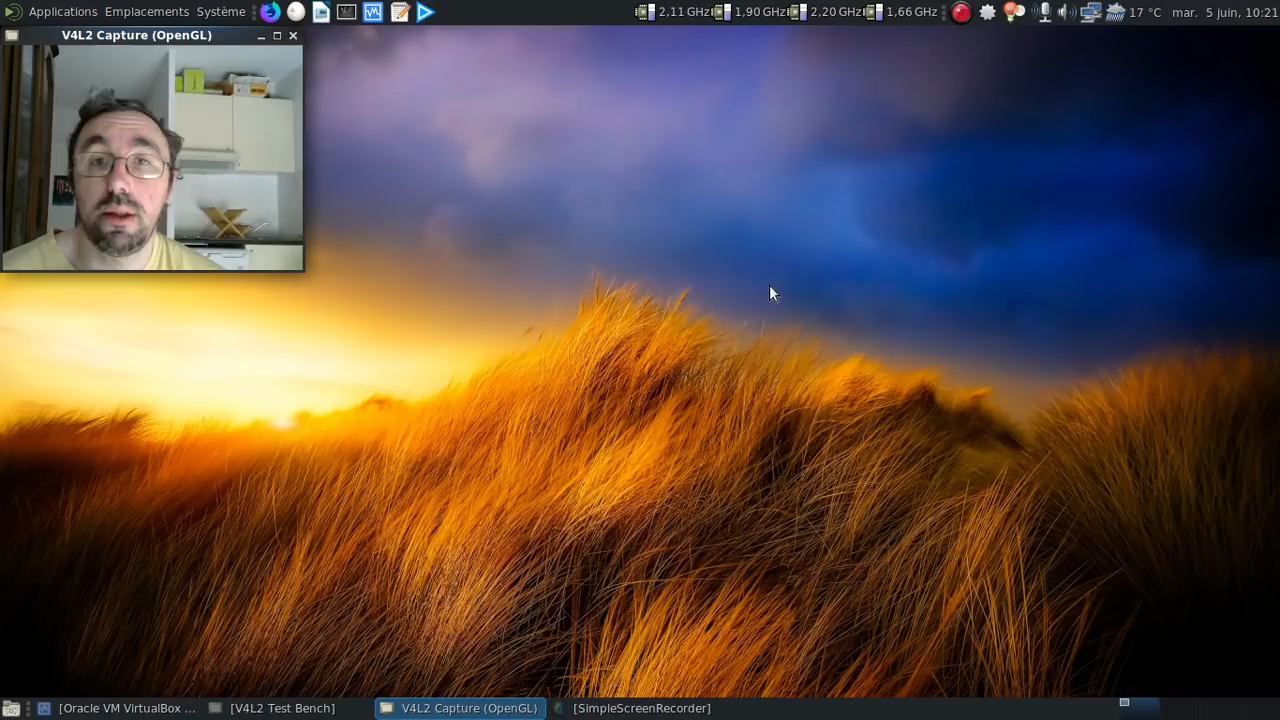 Applications Emplacements Système 2,11 GHz 1,90 GHz 2,20 GHz 1,66 GHz 17 °C mar. 5 juin, 10:21
V4L2 Capture (OpenGL)
[Oracle VM VirtualBox ... [V4L2 Test Bench] V4L2 Capture (OpenGL) [SimpleScreenRecorder]